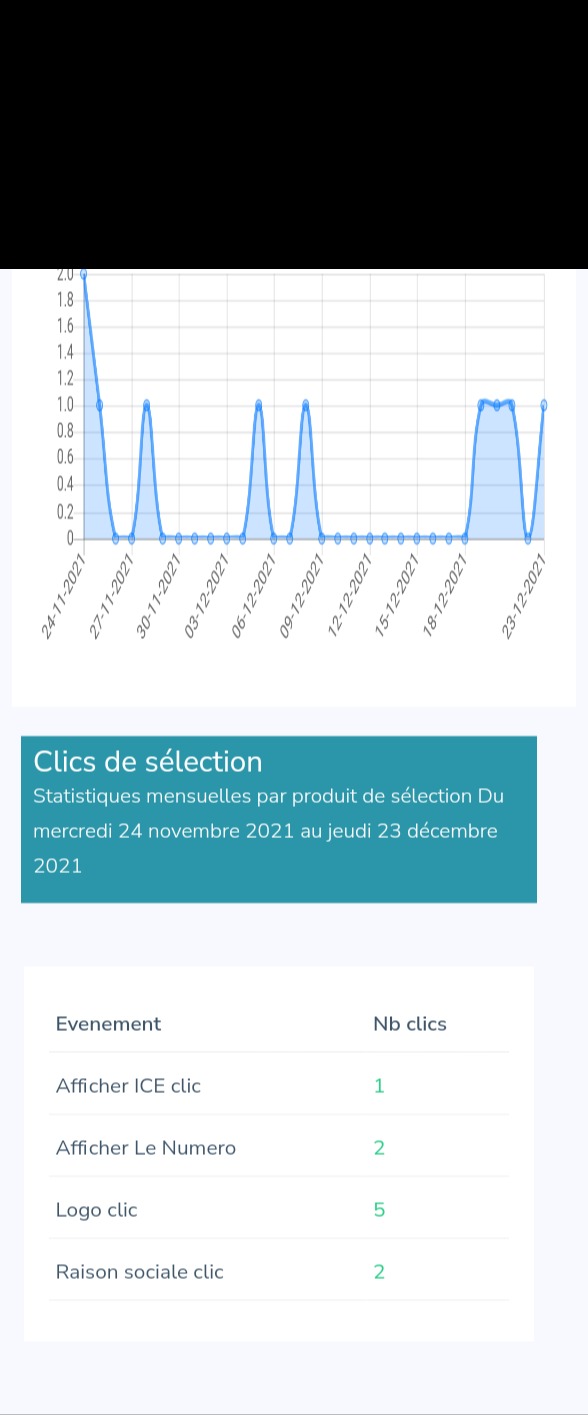 2.0
1.8
1.6
1.4
1.2
1.0
0.8
0.6
0.4
0.2
0
24-11-2021 27-11-2021 30-11-2021 03-12-2021 06-12-2021 09-12-2021 12-12-2021 15-12-2021 18-12-2021 23-12-2021
Clics de sélection
Statistiques mensuelles par produit de sélection Du
mercredi 24 novembre 2021 au jeudi 23 décembre
2021
Evenement Nb clics
Afficher ICE clic 1
Afficher Le Numero 2
Logo clic 5
Raison sociale clic 2